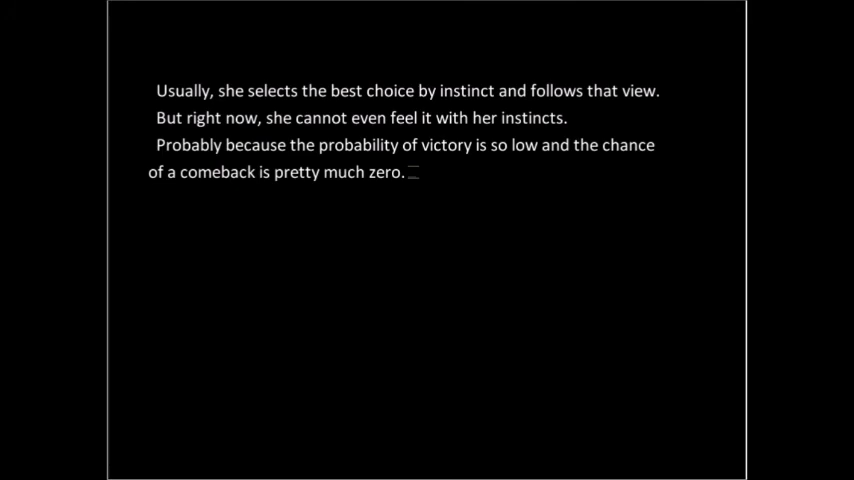 Usually, she selects the best choice by instinct and follows that view.
But right now, she cannot even feel it with her instincts.
Probably because the probability of victory is so low and the chance
of a comeback is pretty much zero.